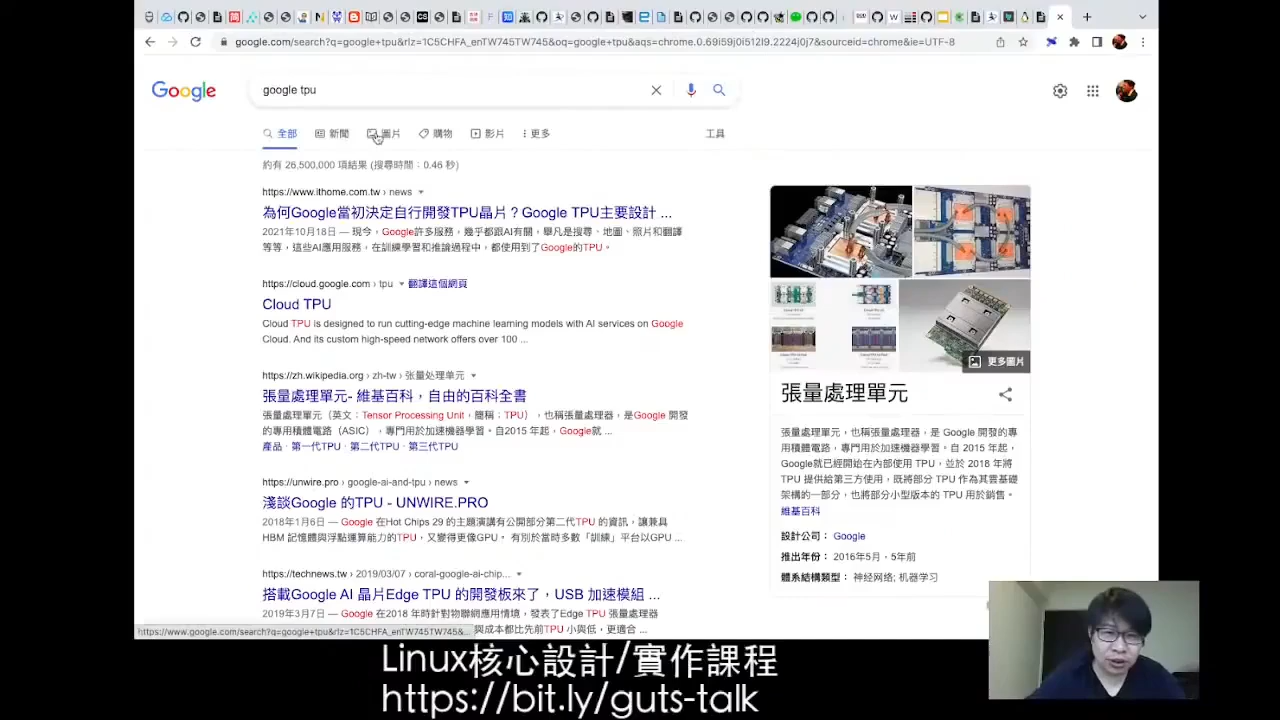 google.com/search?q=google+tpu&rlz=1C5CHFA_enTW745TW745&oq=google+tpu&aqs=chrome.0.69i59j0i512l9.2224j0j7&sourceid=chrome&ie=UTF-8
Google
google tpu
全部 新聞 圖片 購物 影片 更多 工具
約有 26,500,000 項結果 (搜尋時間：0.46 秒)
https://www.ithome.com.tw › news
為何Google當初決定自行開發TPU晶片？Google TPU主要設計 ...
2021年10月18日 — 現今，Google許多服務，幾乎都跟AI有關，舉凡是搜尋、地圖、照片和翻譯
等等，這些AI應用服務，在訓練學習和推論過程中，都使用到了Google的TPU。
https://cloud.google.com › tpu 翻譯這個網頁
Cloud TPU
Cloud TPU is designed to run cutting-edge machine learning models with AI services on Google
Cloud. And its custom high-speed network offers over 100 ...
https://zh.wikipedia.org › zh-tw › 張量处理單元
張量處理單元- 維基百科，自由的百科全書
張量處理單元（英文：Tensor Processing Unit，簡稱：TPU），也稱張量處理器，是Google 開發
的專用積體電路（ASIC），專門用於加速機器學習。自2015 年起，Google就 ...
產品 · 第一代TPU · 第二代TPU · 第三代TPU
https://unwire.pro › google-ai-and-tpu › news
淺談Google 的TPU - UNWIRE.PRO
2018年1月6日 — Google 在Hot Chips 29 的主題演講有公開部分第二代TPU 的資訊，讓兼具
HBM 記憶體與浮點運算能力的TPU，又變得更像GPU。 有別於當時多數「訓練」平台以GPU ...
https://technews.tw › 2019/03/07 › coral-google-ai-chip...
搭載Google AI 晶片Edge TPU 的開發板來了，USB 加速模組 ...
2019年3月7日 — Google 在2018 年時針對物聯網應用情境，發表了Edge TPU 張量處理器
與成本都比先前TPU 小與低，更適合 ...
https://www.google.com/search?q=google+tpu&rlz=1C5CHFA_enTW745TW745&...
更多圖片
張量處理單元
張量處理單元，也稱張量處理器，是 Google 開發的專
用積體電路，專門用於加速機器學習。自 2015 年起，
Google就已經開始在內部使用 TPU，並於 2018 年將
TPU 提供給第三方使用，既將部分 TPU 作為其雲基礎
架構的一部分，也將部分小型版本的 TPU 用於銷售。
維基百科
設計公司： Google
推出年份： 2016年5月，5年前
體系結構類型： 神经网络; 机器学习
Linux核心設計/實作課程
https://bit.ly/guts-talk